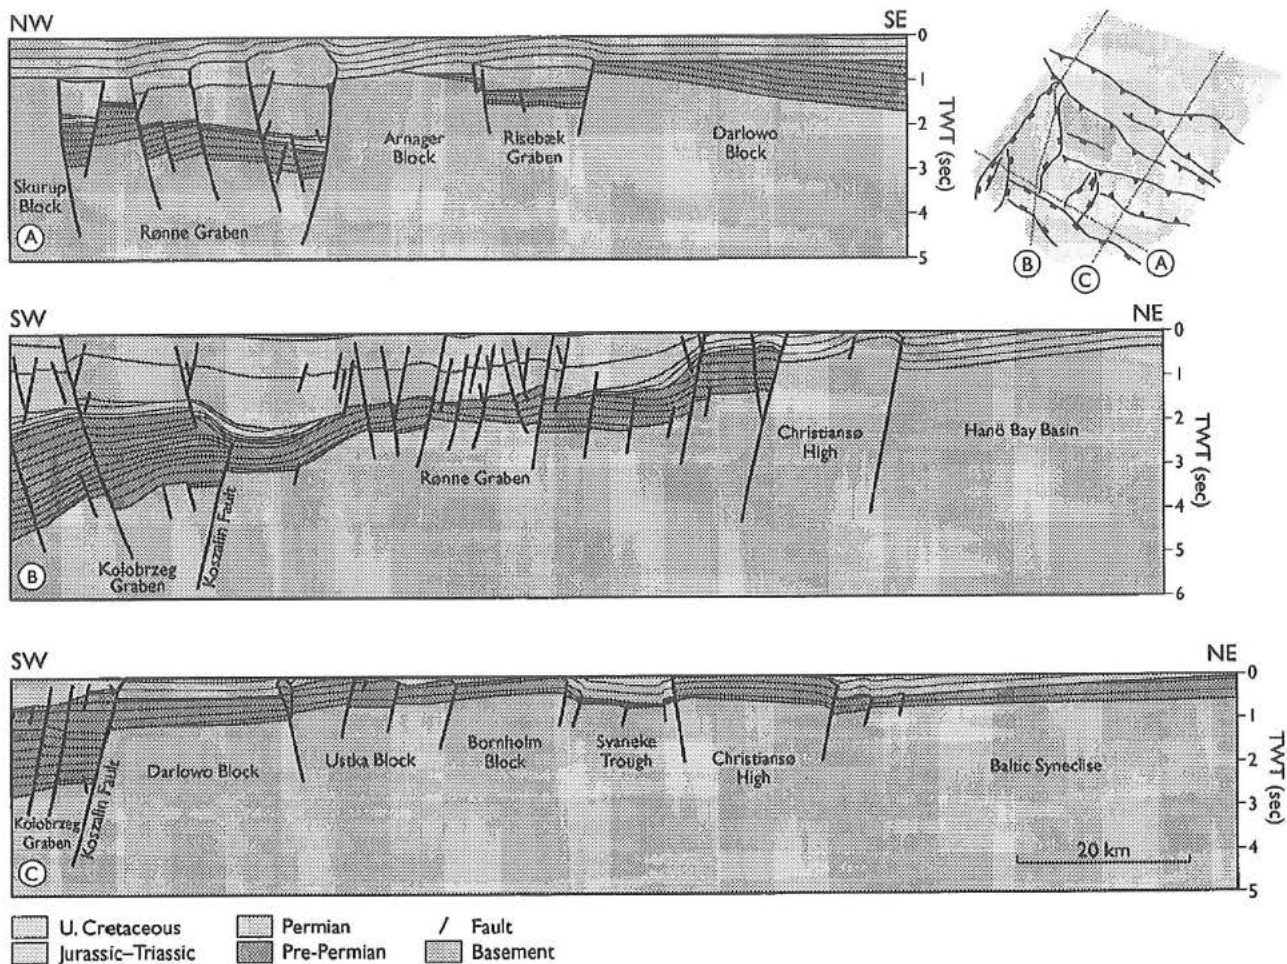 NW
SE
0
1
2
3
4
5
TWT (sec)
Skurup
Block
Rønne Graben
Arnager
Block
Risebæk
Graben
Darlowo
Block
A
B
C
A
SW
NE
0
1
2
3
4
5
6
TWT (sec)
Kolobrzeg
Graben
Koszalin Fault
Rønne Graben
Christiansø
High
Hanö Bay Basin
B
SW
NE
0
1
2
3
4
5
TWT (sec)
Kolobrzeg
Graben
Koszalin Fault
Darlowo Block
Ustka Block
Bornholm
Block
Svaneke
Trough
Christiansø
High
Baltic Syneclise
20 km
C
U. Cretaceous
Permian
Fault
Jurassic–Triassic
Pre-Permian
Basement